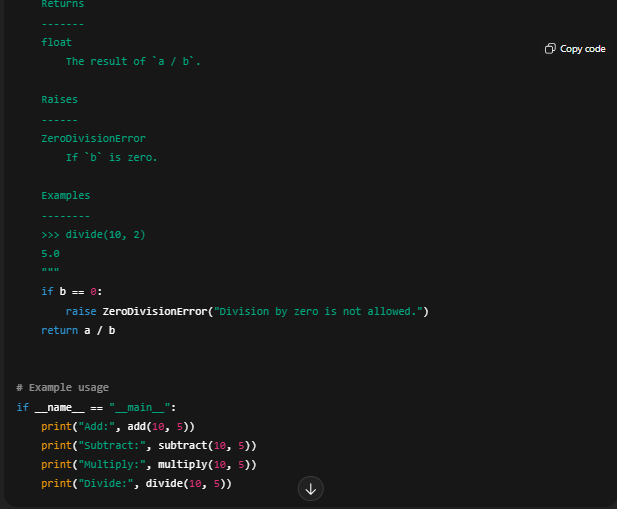 Returns
-------
float
Copy code
    The result of `a / b`.
Raises
------
ZeroDivisionError
    If `b` is zero.
Examples
--------
>>> divide(10, 2)
5.0
"""
if b == 0:
    raise ZeroDivisionError("Division by zero is not allowed.")
return a / b
# Example usage
if __name__ == "__main__":
    print("Add:", add(10, 5))
    print("Subtract:", subtract(10, 5))
    print("Multiply:", multiply(10, 5))
    print("Divide:", divide(10, 5))